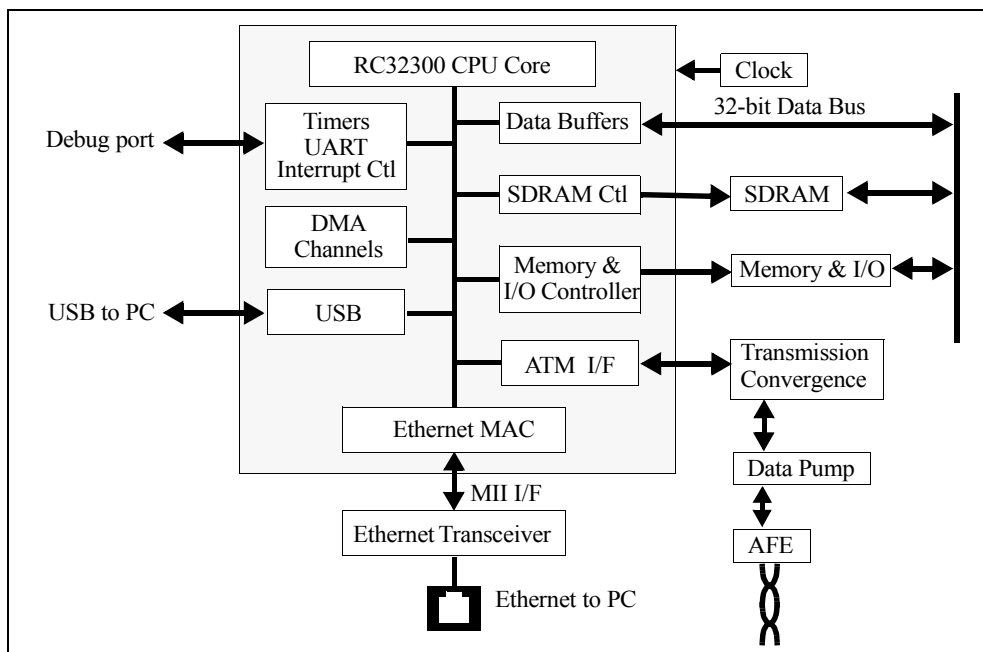 RC32300 CPU Core
Clock
Debug port
Timers
UART
Interrupt Ctl
Data Buffers
32-bit Data Bus
SDRAM Ctl
SDRAM
DMA
Channels
Memory &
I/O Controller
Memory & I/O
USB to PC
USB
ATM I/F
Transmission
Convergence
Ethernet MAC
Data Pump
MII I/F
Ethernet Transceiver
AFE
Ethernet to PC